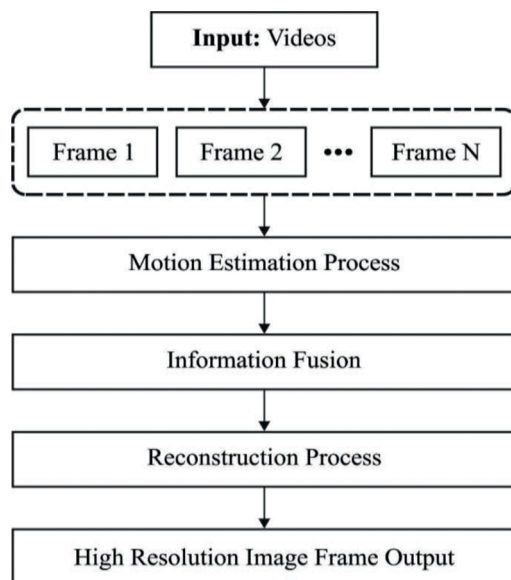 Input: Videos
Frame 1 Frame 2 ••• Frame N
Motion Estimation Process
Information Fusion
Reconstruction Process
High Resolution Image Frame Output